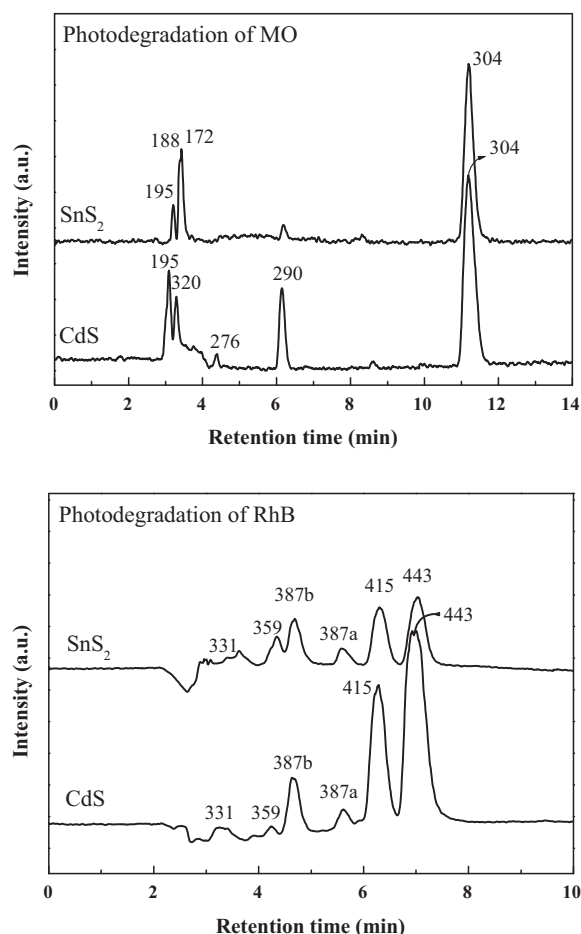 Photodegradation of MO
304
304
188 172
195
SnS2
195
320
290
276
CdS
Intensity (a.u.)
0 2 4 6 8 10 12 14
Retention time (min)
Photodegradation of RhB
443
415
443
387b
359
331
387a
SnS2
415
387b
387a
359
331
CdS
Intensity (a.u.)
0 2 4 6 8 10
Retention time (min)